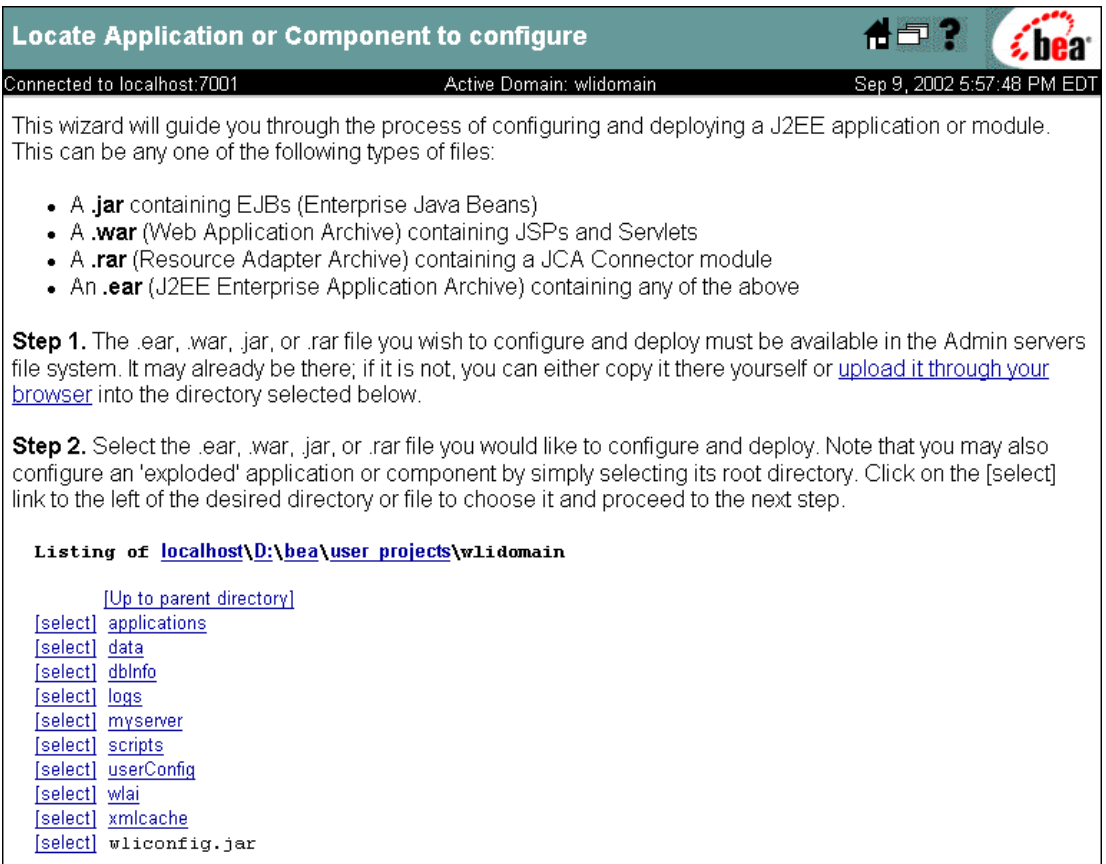 Locate Application or Component to configure
?
bea
Connected to localhost:7001 Active Domain: wlidomain Sep 9, 2002 5:57:48 PM EDT
This wizard will guide you through the process of configuring and deploying a J2EE application or module.
This can be any one of the following types of files:
• A .jar containing EJBs (Enterprise Java Beans)
• A .war (Web Application Archive) containing JSPs and Servlets
• A .rar (Resource Adapter Archive) containing a JCA Connector module
• An .ear (J2EE Enterprise Application Archive) containing any of the above
Step 1. The .ear, .war, .jar, or .rar file you wish to configure and deploy must be available in the Admin servers
file system. It may already be there; if it is not, you can either copy it there yourself or upload it through your
browser into the directory selected below.
Step 2. Select the .ear, .war, .jar, or .rar file you would like to configure and deploy. Note that you may also
configure an 'exploded' application or component by simply selecting its root directory. Click on the [select]
link to the left of the desired directory or file to choose it and proceed to the next step.
Listing of localhost\D:\bea\user_projects\wlidomain
[Up to parent directory]
[select] applications
[select] data
[select] dbInfo
[select] logs
[select] myserver
[select] scripts
[select] userConfig
[select] wlai
[select] xmlcache
[select] wliconfig.jar